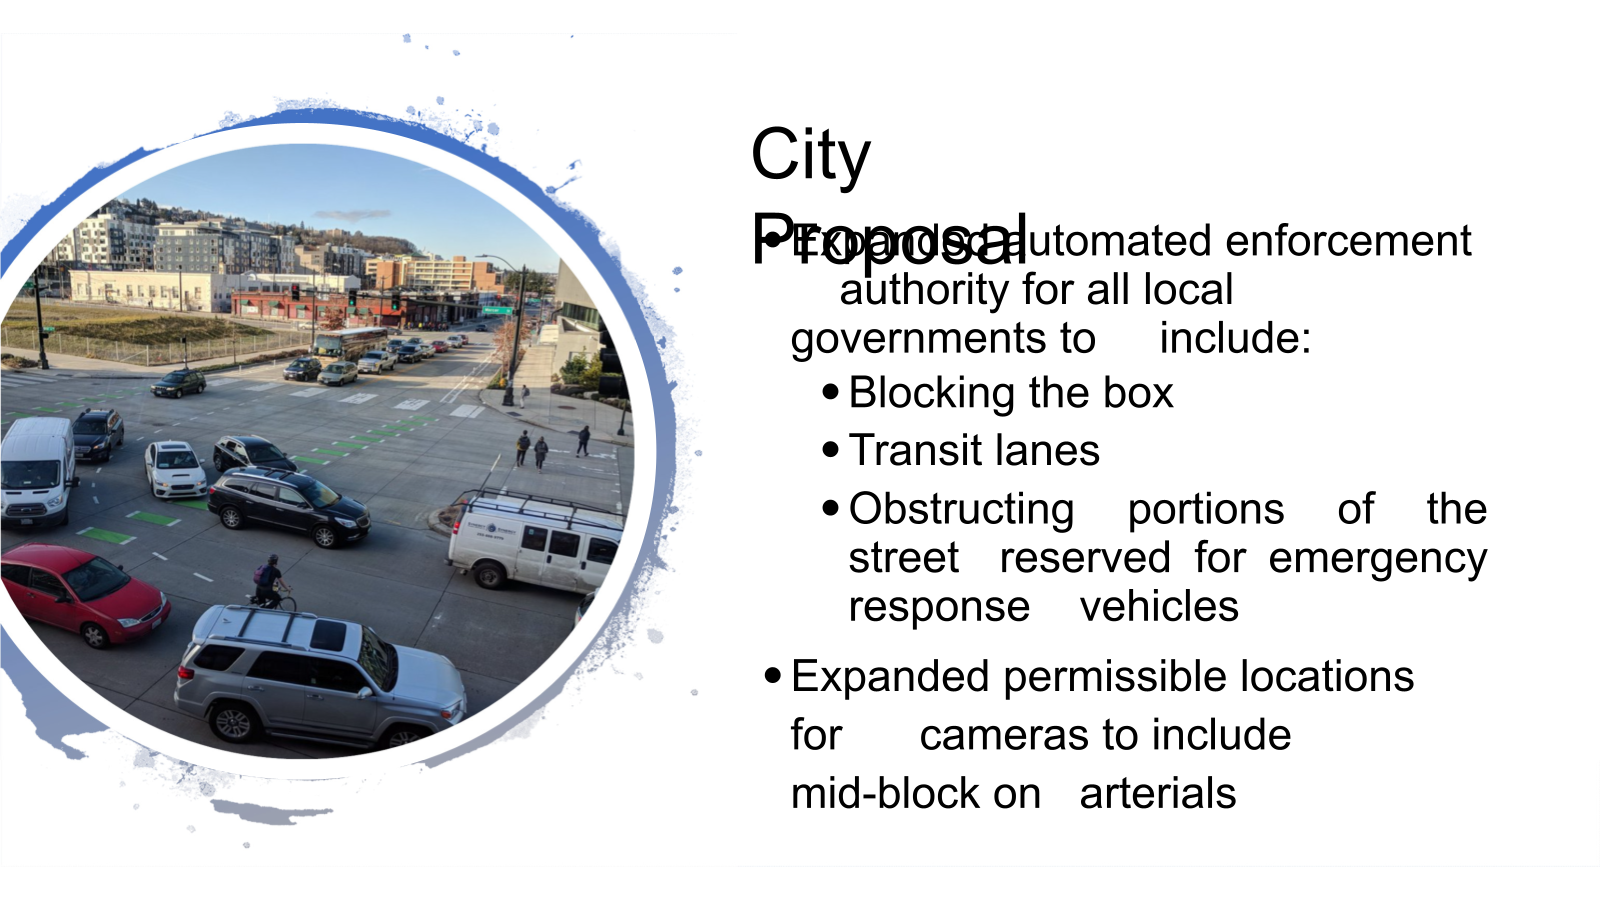 City
Proposal
• Expanded automated enforcement
authority for all local
governments to include:
• Blocking the box
• Transit lanes
• Obstructing portions of the
street reserved for emergency
response vehicles
• Expanded permissible locations
for cameras to include
mid-block on arterials